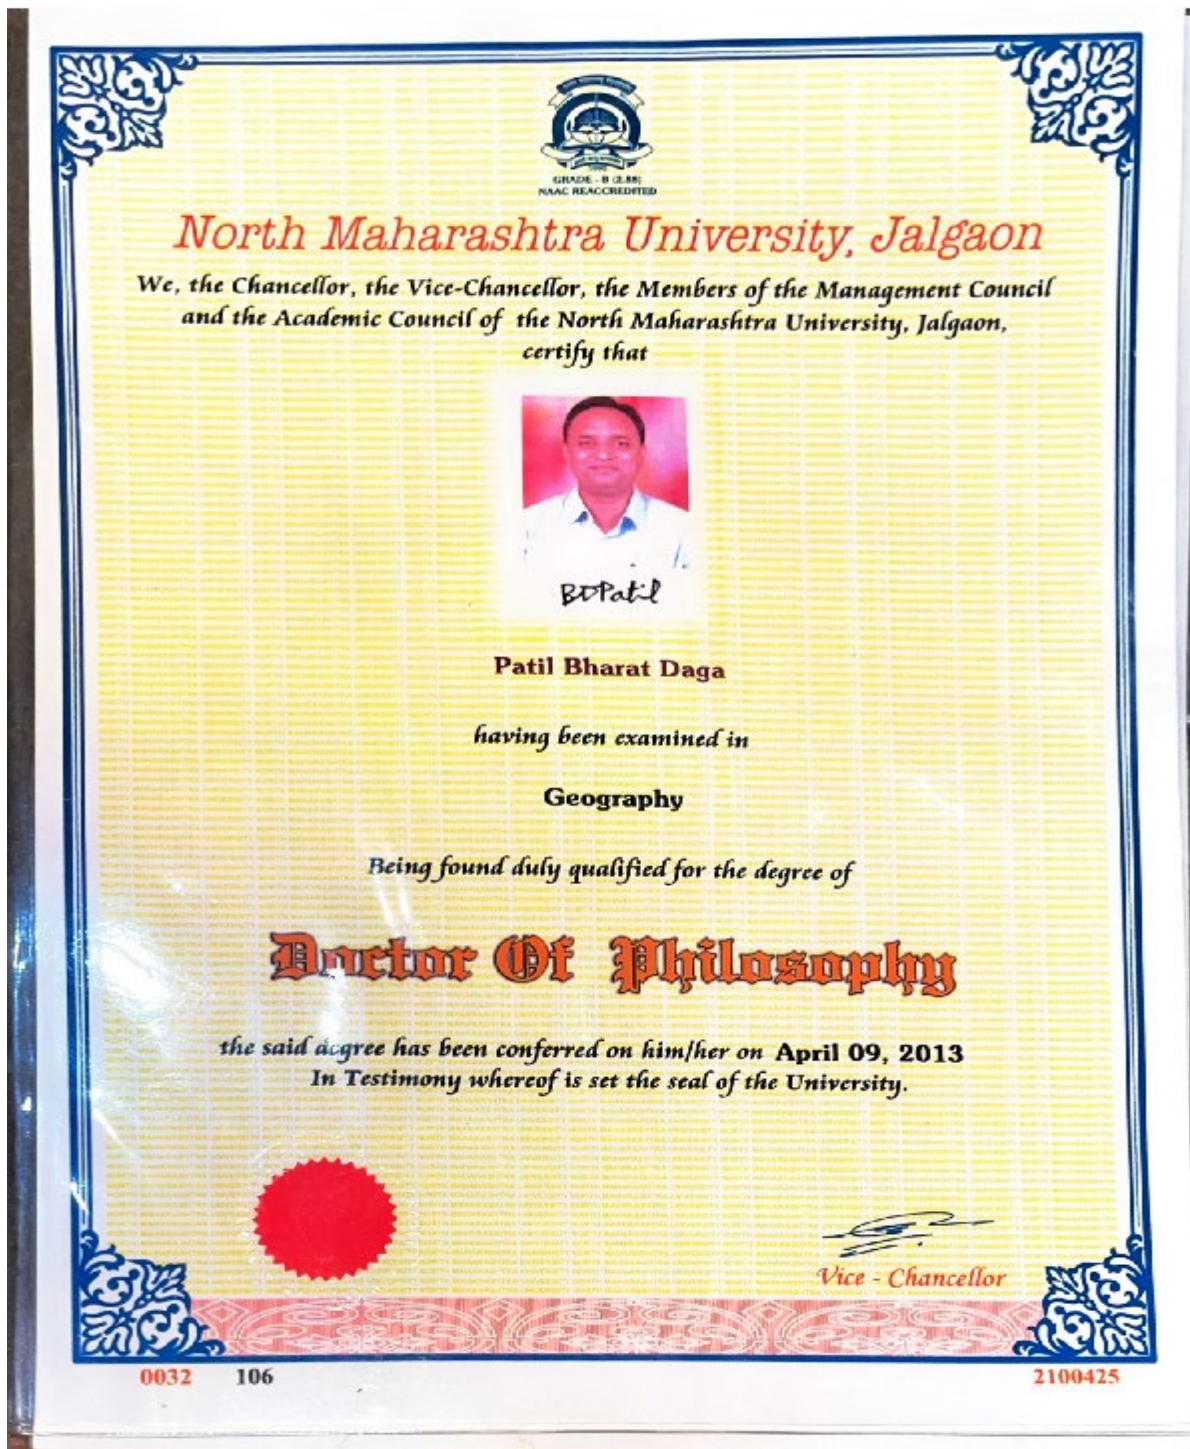 GRADE - B (2.88)
NAAC REACCREDITED
North Maharashtra University, Jalgaon
We, the Chancellor, the Vice-Chancellor, the Members of the Management Council
and the Academic Council of the North Maharashtra University, Jalgaon,
certify that
BDPatil
Patil Bharat Daga
having been examined in
Geography
Being found duly qualified for the degree of
Doctor Of Philosophy
the said degree has been conferred on him/her on April 09, 2013
In Testimony whereof is set the seal of the University.
Vice - Chancellor
0032 106 2100425